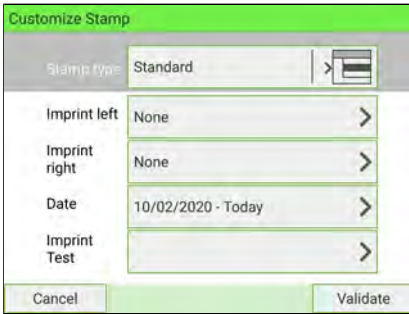 Customize Stamp
Stamp type Standard >
Imprint left None >
Imprint
right None >
Date 10/02/2020 - Today >
Imprint
Test >
Cancel Validate